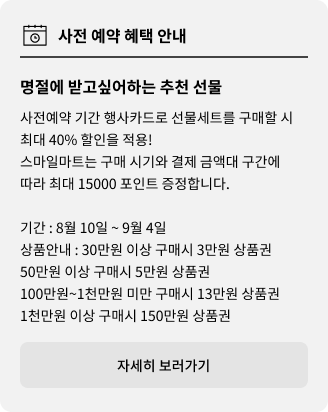 사전 예약 혜택 안내
명절에 받고싶어하는 추천 선물
사전예약 기간 행사카드로 선물세트를 구매할 시
최대 40% 할인을 적용!
스마일마트는 구매 시기와 결제 금액대 구간에
따라 최대 15000 포인트 증정합니다.
기간 : 8월 10일 ~ 9월 4일
상품안내 : 30만원 이상 구매시 3만원 상품권
50만원 이상 구매시 5만원 상품권
100만원~1천만원 미만 구매시 13만원 상품권
1천만원 이상 구매시 150만원 상품권
자세히 보러가기